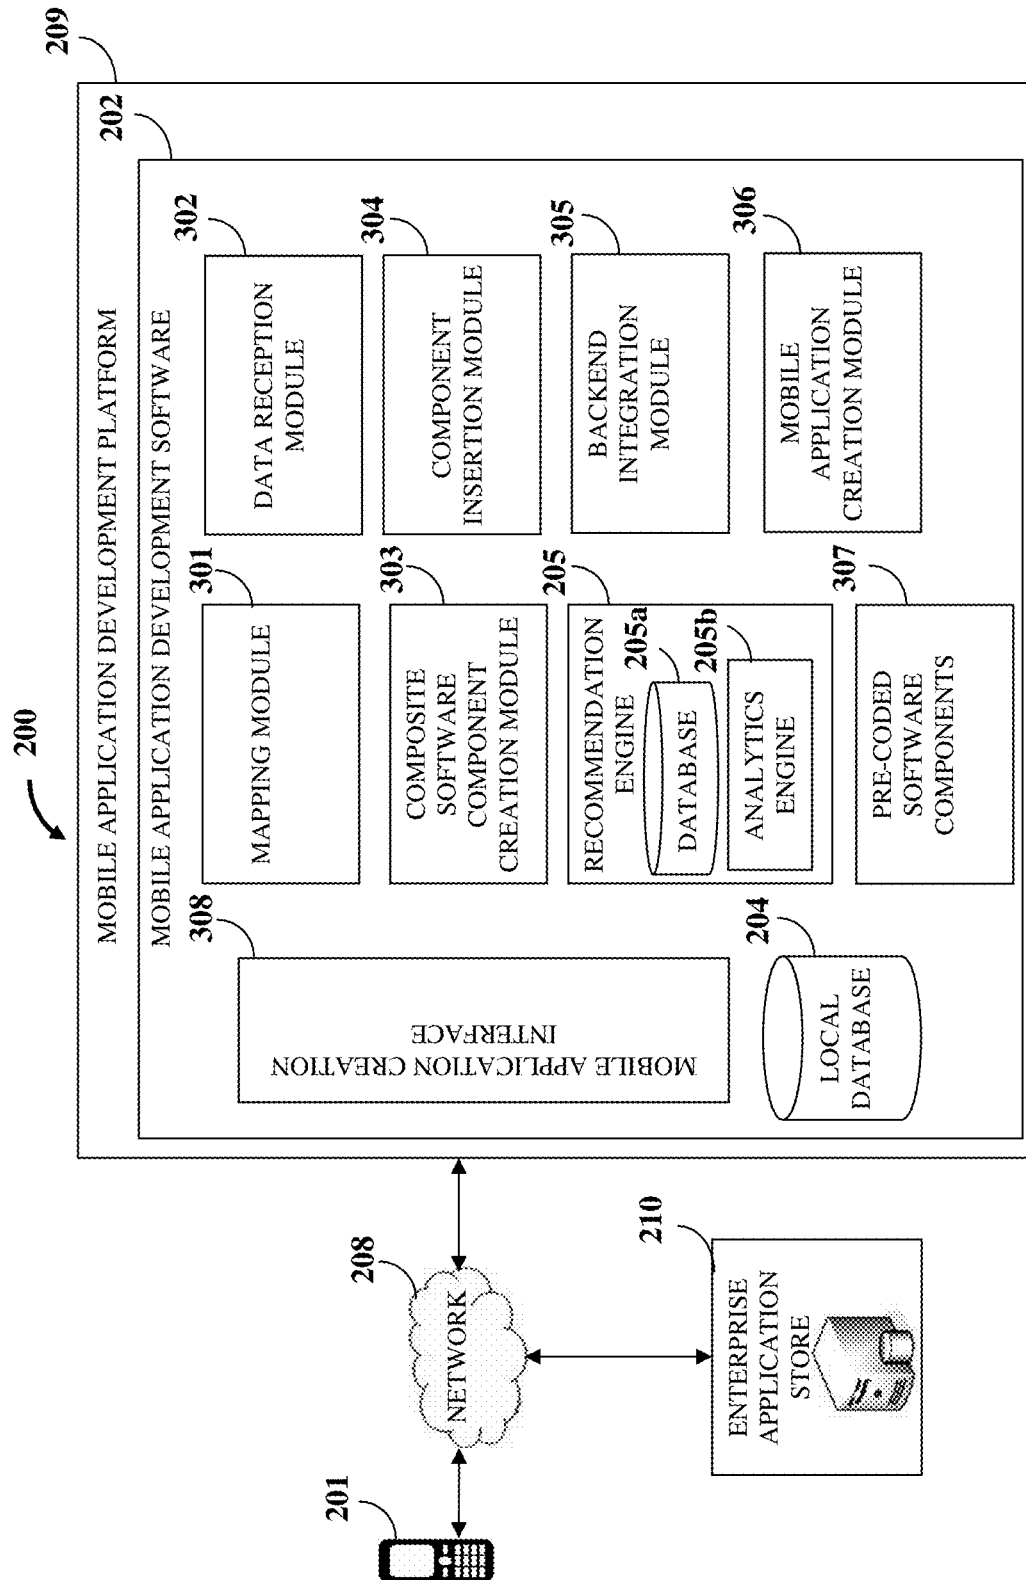 200
209
MOBILE APPLICATION DEVELOPMENT PLATFORM
202
MOBILE APPLICATION DEVELOPMENT SOFTWARE
308
MOBILE APPLICATION CREATION
INTERFACE
301
MAPPING MODULE
302
DATA RECEPTION
MODULE
303
COMPOSITE
SOFTWARE
COMPONENT
CREATION MODULE
304
COMPONENT
INSERTION MODULE
205
RECOMMENDATION
ENGINE
205a
DATABASE
205b
ANALYTICS
ENGINE
305
BACKEND
INTEGRATION
MODULE
204
LOCAL
DATABASE
307
PRE-CODED
SOFTWARE
COMPONENTS
306
MOBILE
APPLICATION
CREATION MODULE
201
208
NETWORK
210
ENTERPRISE
APPLICATION
STORE